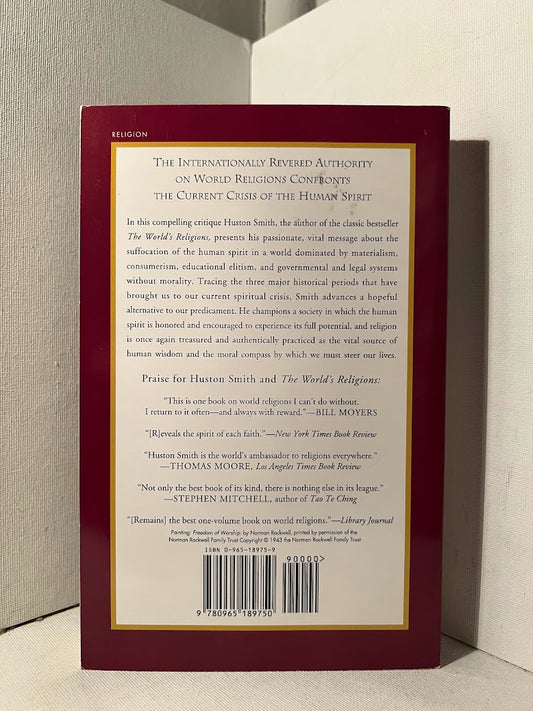 RELIGION
THE INTERNATIONALLY REVERED AUTHORITY
ON WORLD RELIGIONS CONFRONTS
THE CURRENT CRISIS OF THE HUMAN SPIRIT
In this compelling critique Huston Smith, the author of the classic bestseller
The World's Religions, presents his passionate, vital message about the
suffocation of the human spirit in a world dominated by materialism,
consumerism, educational elitism, and governmental and legal systems
without morality. Tracing the three major historical periods that have
brought us to our current spiritual crisis, Smith advances a hopeful
alternative to our predicament. He champions a society in which the human
spirit is honored and encouraged to experience its full potential, and religion
is once again treasured and authentically practiced as the vital source of
human wisdom and the moral compass by which we must steer our lives.
Praise for Huston Smith and The World's Religions:
"This is one book on world religions I can't do without.
I return to it often—and always with reward."—BILL MOYERS
"[R]eveals the spirit of each faith."—New York Times Book Review
"Huston Smith is the world's ambassador to religions everywhere."
—THOMAS MOORE, Los Angeles Times Book Review
"Not only the best book of its kind, there is nothing else in its league."
—STEPHEN MITCHELL, author of Tao Te Ching
"[Remains] the best one-volume book on world religions."—Library Journal
Painting: Freedom of Worship; by Norman Rockwell, printed by permission of the
Norman Rockwell Family Trust Copyright © 1943 the Norman Rockwell Family Trust
ISBN 0-965-18975-9
90000>
9 780965 189750